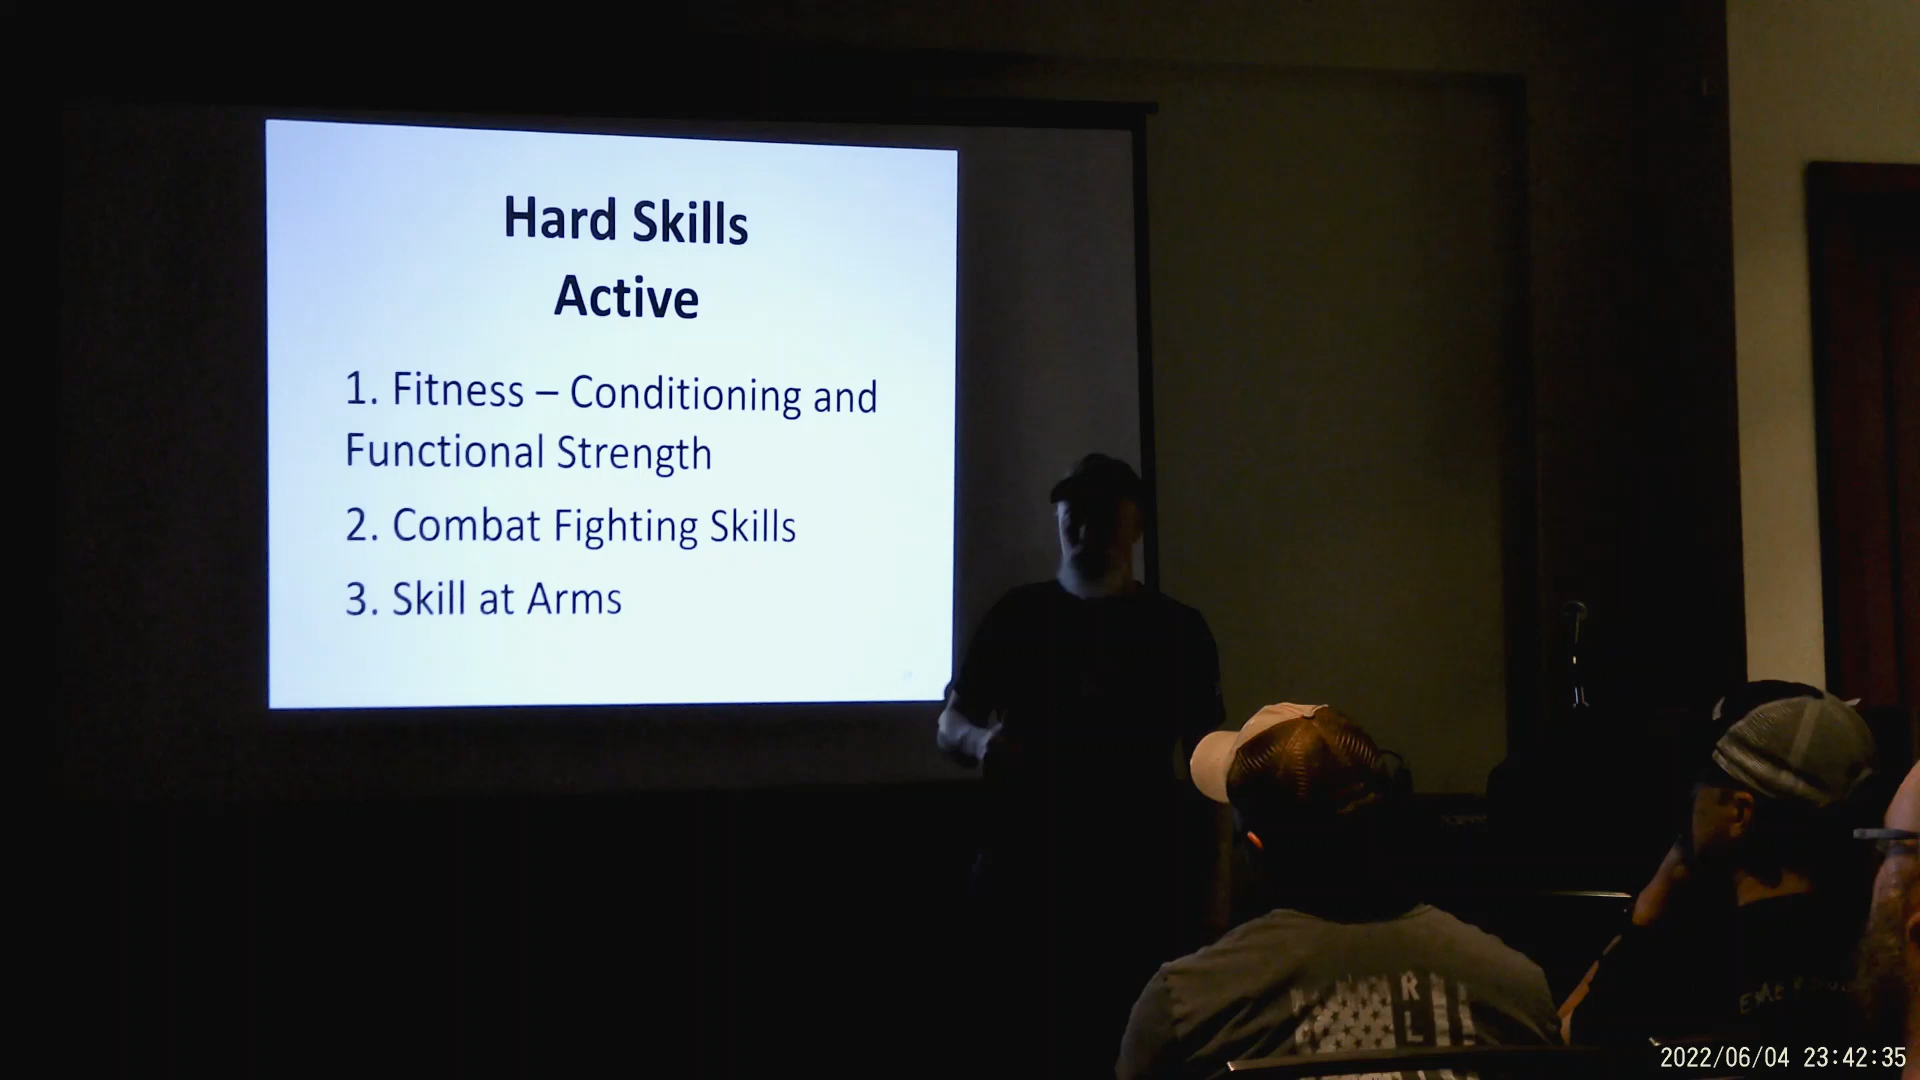 Hard Skills
Active
1. Fitness – Conditioning and
Functional Strength
2. Combat Fighting Skills
3. Skill at Arms
R
L
2022/06/04 23:42:35